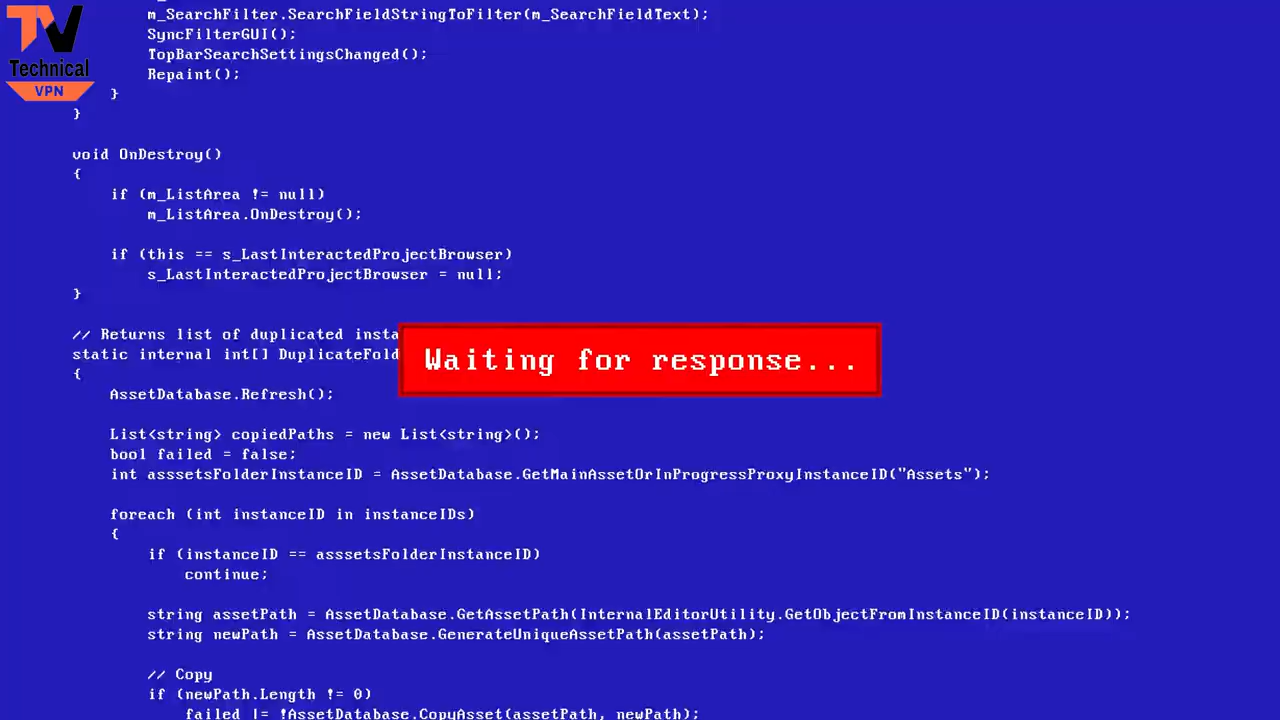 TV
Technical
VPN
m_SearchFilter.SearchFieldStringToFilter(m_SearchFieldText);
SyncFilterGUI();
TopBarSearchSettingsChanged();
Repaint();
}
}
void OnDestroy()
{
if (m_ListArea != null)
m_ListArea.OnDestroy();
if (this == s_LastInteractedProjectBrowser)
s_LastInteractedProjectBrowser = null;
}
// Returns list of duplicated
static internal int[]
Waiting for response...
{
AssetDatabase.Refresh();
List<string> copiedPaths = new List<string>();
bool failed = false;
int asssetsFolderInstanceID = AssetDatabase.GetMainAssetOrInProgressProxyInstanceID("Assets");
foreach (int instanceID in instanceIDs)
{
if (instanceID == asssetsFolderInstanceID)
continue;
string assetPath = AssetDatabase.GetAssetPath(InternalEditorUtility.GetObjectFromInstanceID(instanceID));
string newPath = AssetDatabase.GenerateUniqueAssetPath(assetPath);
// Copy
if (newPath.Length != 0)
failed |= !AssetDatabase.CopyAsset(assetPath, newPath);